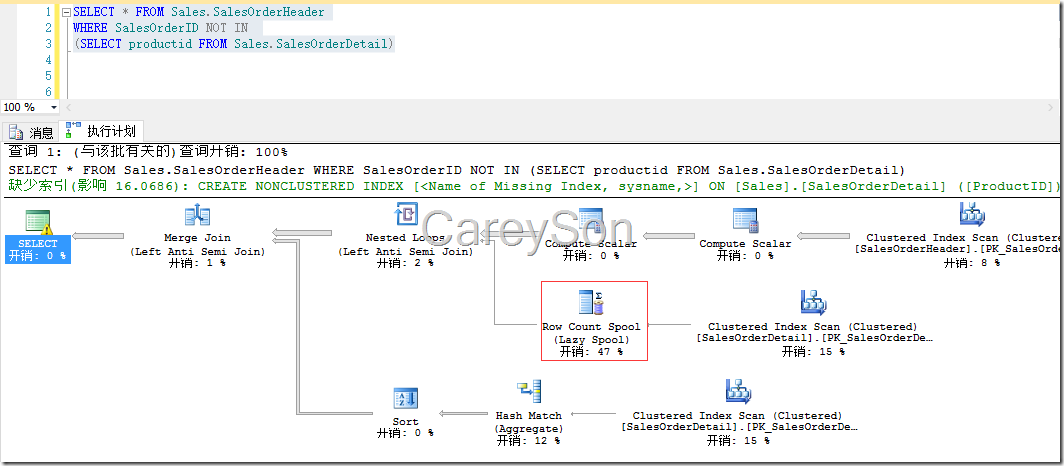 1 SELECT * FROM Sales.SalesOrderHeader
2 WHERE SalesOrderID NOT IN
3 (SELECT productid FROM Sales.SalesOrderDetail)
4
5
6
100 %
消息 执行计划
查询 1: (与该批有关的)查询开销: 100%
SELECT * FROM Sales.SalesOrderHeader WHERE SalesOrderID NOT IN (SELECT productid FROM Sales.SalesOrderDetail)
缺少索引(影响 16.0686): CREATE NONCLUSTERED INDEX [<Name of Missing Index, sysname,>] ON [Sales].[SalesOrderDetail] ([ProductID])
CareySon
SELECT
开销: 0 %
Merge Join
(Left Anti Semi Join)
开销: 1 %
Nested Loops
(Left Anti Semi Join)
开销: 2 %
Compute Scalar
开销: 0 %
Compute Scalar
开销: 0 %
Clustered Index Scan (Cluster
[SalesOrderHeader].[PK_SalesOrd
开销: 8 %
Row Count Spool
(Lazy Spool)
开销: 47 %
Clustered Index Scan (Clustered)
[SalesOrderDetail].[PK_SalesOrderDe…
开销: 15 %
Sort
开销: 0 %
Hash Match
(Aggregate)
开销: 12 %
Clustered Index Scan (Clustered)
[SalesOrderDetail].[PK_SalesOrderDe…
开销: 15 %